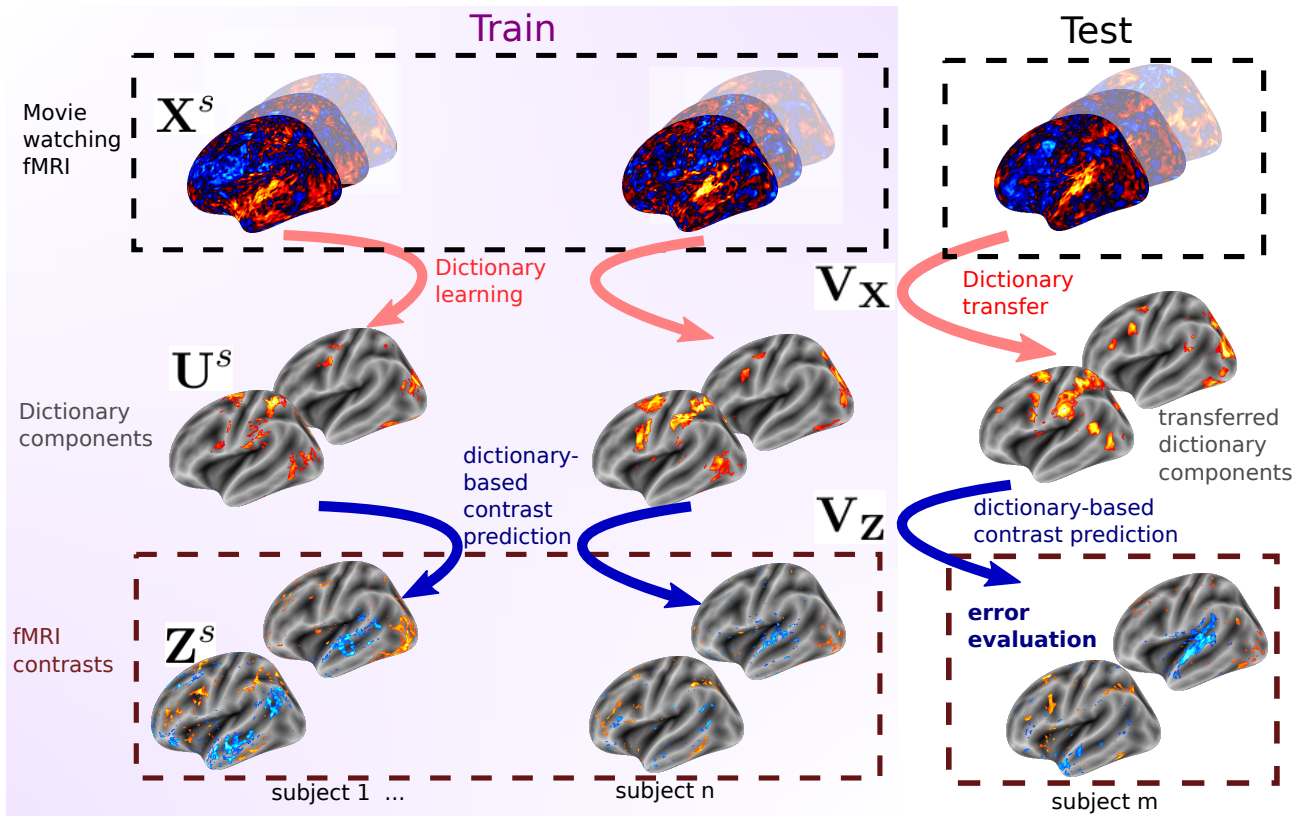 Train
Test
Movie
watching
fMRI
X^s
Dictionary
learning
V_X
Dictionary
transfer
U^s
Dictionary
components
transferred
dictionary
components
dictionary-
based
contrast
prediction
V_Z
dictionary-based
contrast prediction
fMRI
contrasts
Z^s
error
evaluation
subject 1 ...
subject n
subject m